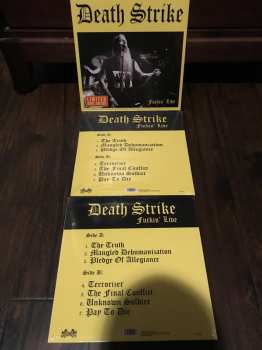 Death Strike
Fuckin' Live
Death Strike
Fuckin' Live
Side A:
1. The Truth
2. Mangled Dehumanization
3. Pledge Of Allegiance
Side B:
4. Terrorizer
5. The Final Conflict
6. Unknown Soldier
7. Pay To Die
Death Strike
Fuckin' Live
Side A:
1. The Truth
2. Mangled Dehumanization
3. Pledge Of Allegiance
Side B:
4. Terrorizer
5. The Final Conflict
6. Unknown Soldier
7. Pay To Die